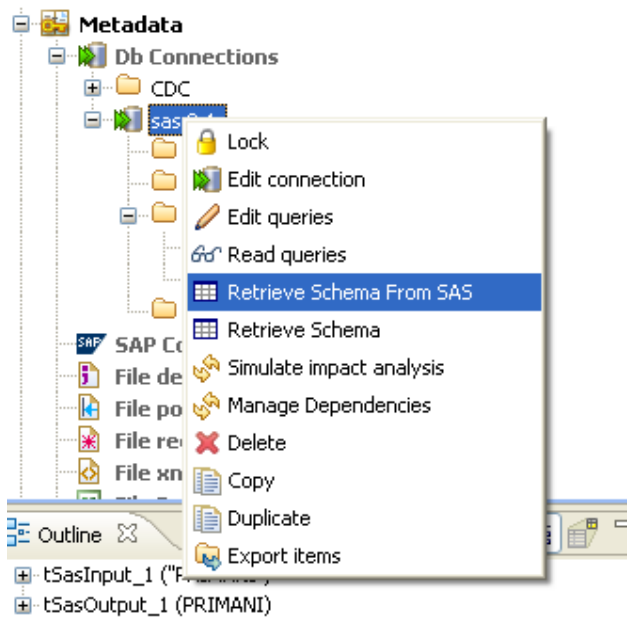 Metadata
Db Connections
CDC
Lock
Edit connection
Edit queries
Read queries
Retrieve Schema From SAS
Retrieve Schema
SAP
SAP Co
Simulate impact analysis
File de
Manage Dependencies
File po
File re
Delete
File xn
Copy
Duplicate
Outline
Export items
tSasInput_1
tSasOutput_1 (PRIMANI)